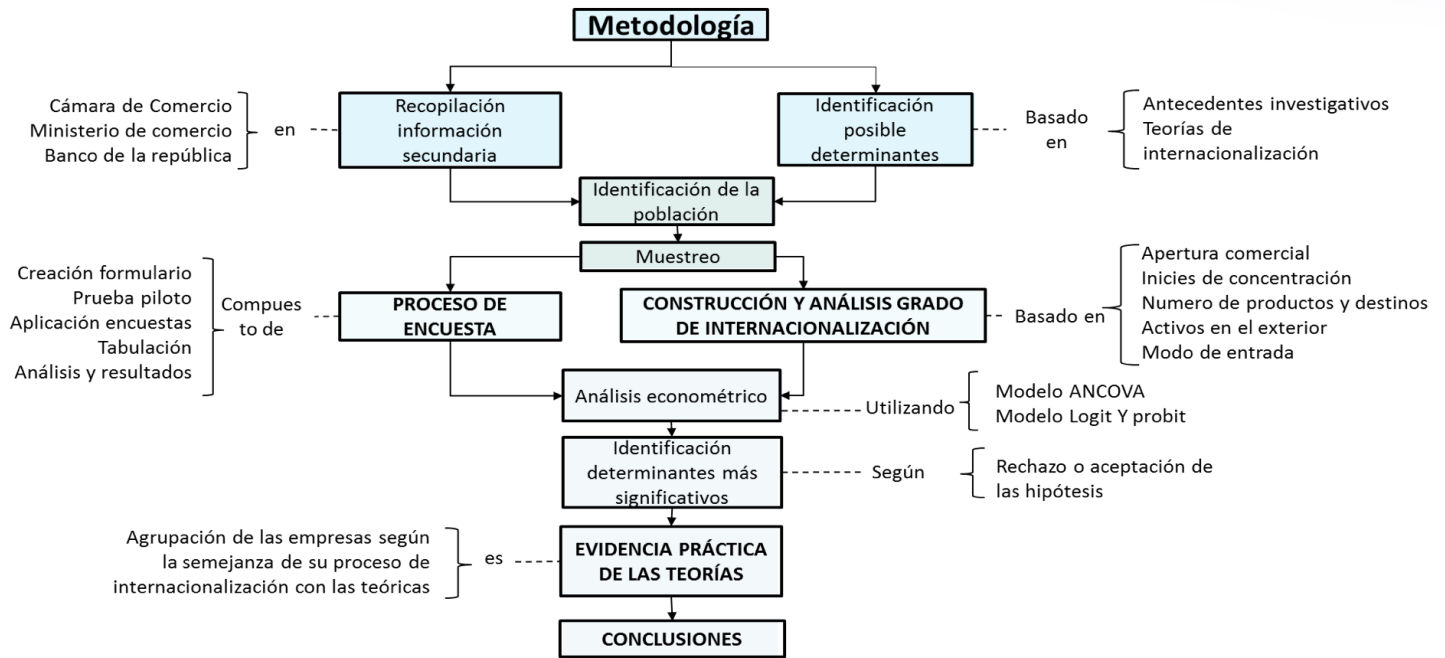 Metodología
Cámara de Comercio
Ministerio de comercio
Banco de la república
en
Recopilación
información
secundaria
Identificación
posible
determinantes
Basado
en
Antecedentes investigativos
Teorías de
internacionalización
Identificación de la
población
Muestreo
Creación formulario
Prueba piloto
Aplicación encuestas
Tabulación
Análisis y resultados
Compues
to de
PROCESO DE
ENCUESTA
CONSTRUCCIÓN Y ANÁLISIS GRADO
DE INTERNACIONALIZACIÓN
Basado en
Apertura comercial
Inicies de concentración
Numero de productos y destinos
Activos en el exterior
Modo de entrada
Análisis econométrico
Utilizando
Modelo ANCOVA
Modelo Logit Y probit
Identificación
determinantes más
significativos
Según
Rechazo o aceptación de
las hipótesis
Agrupación de las empresas según
la semejanza de su proceso de
internacionalización con las teóricas
es
EVIDENCIA PRÁCTICA
DE LAS TEORÍAS
CONCLUSIONES